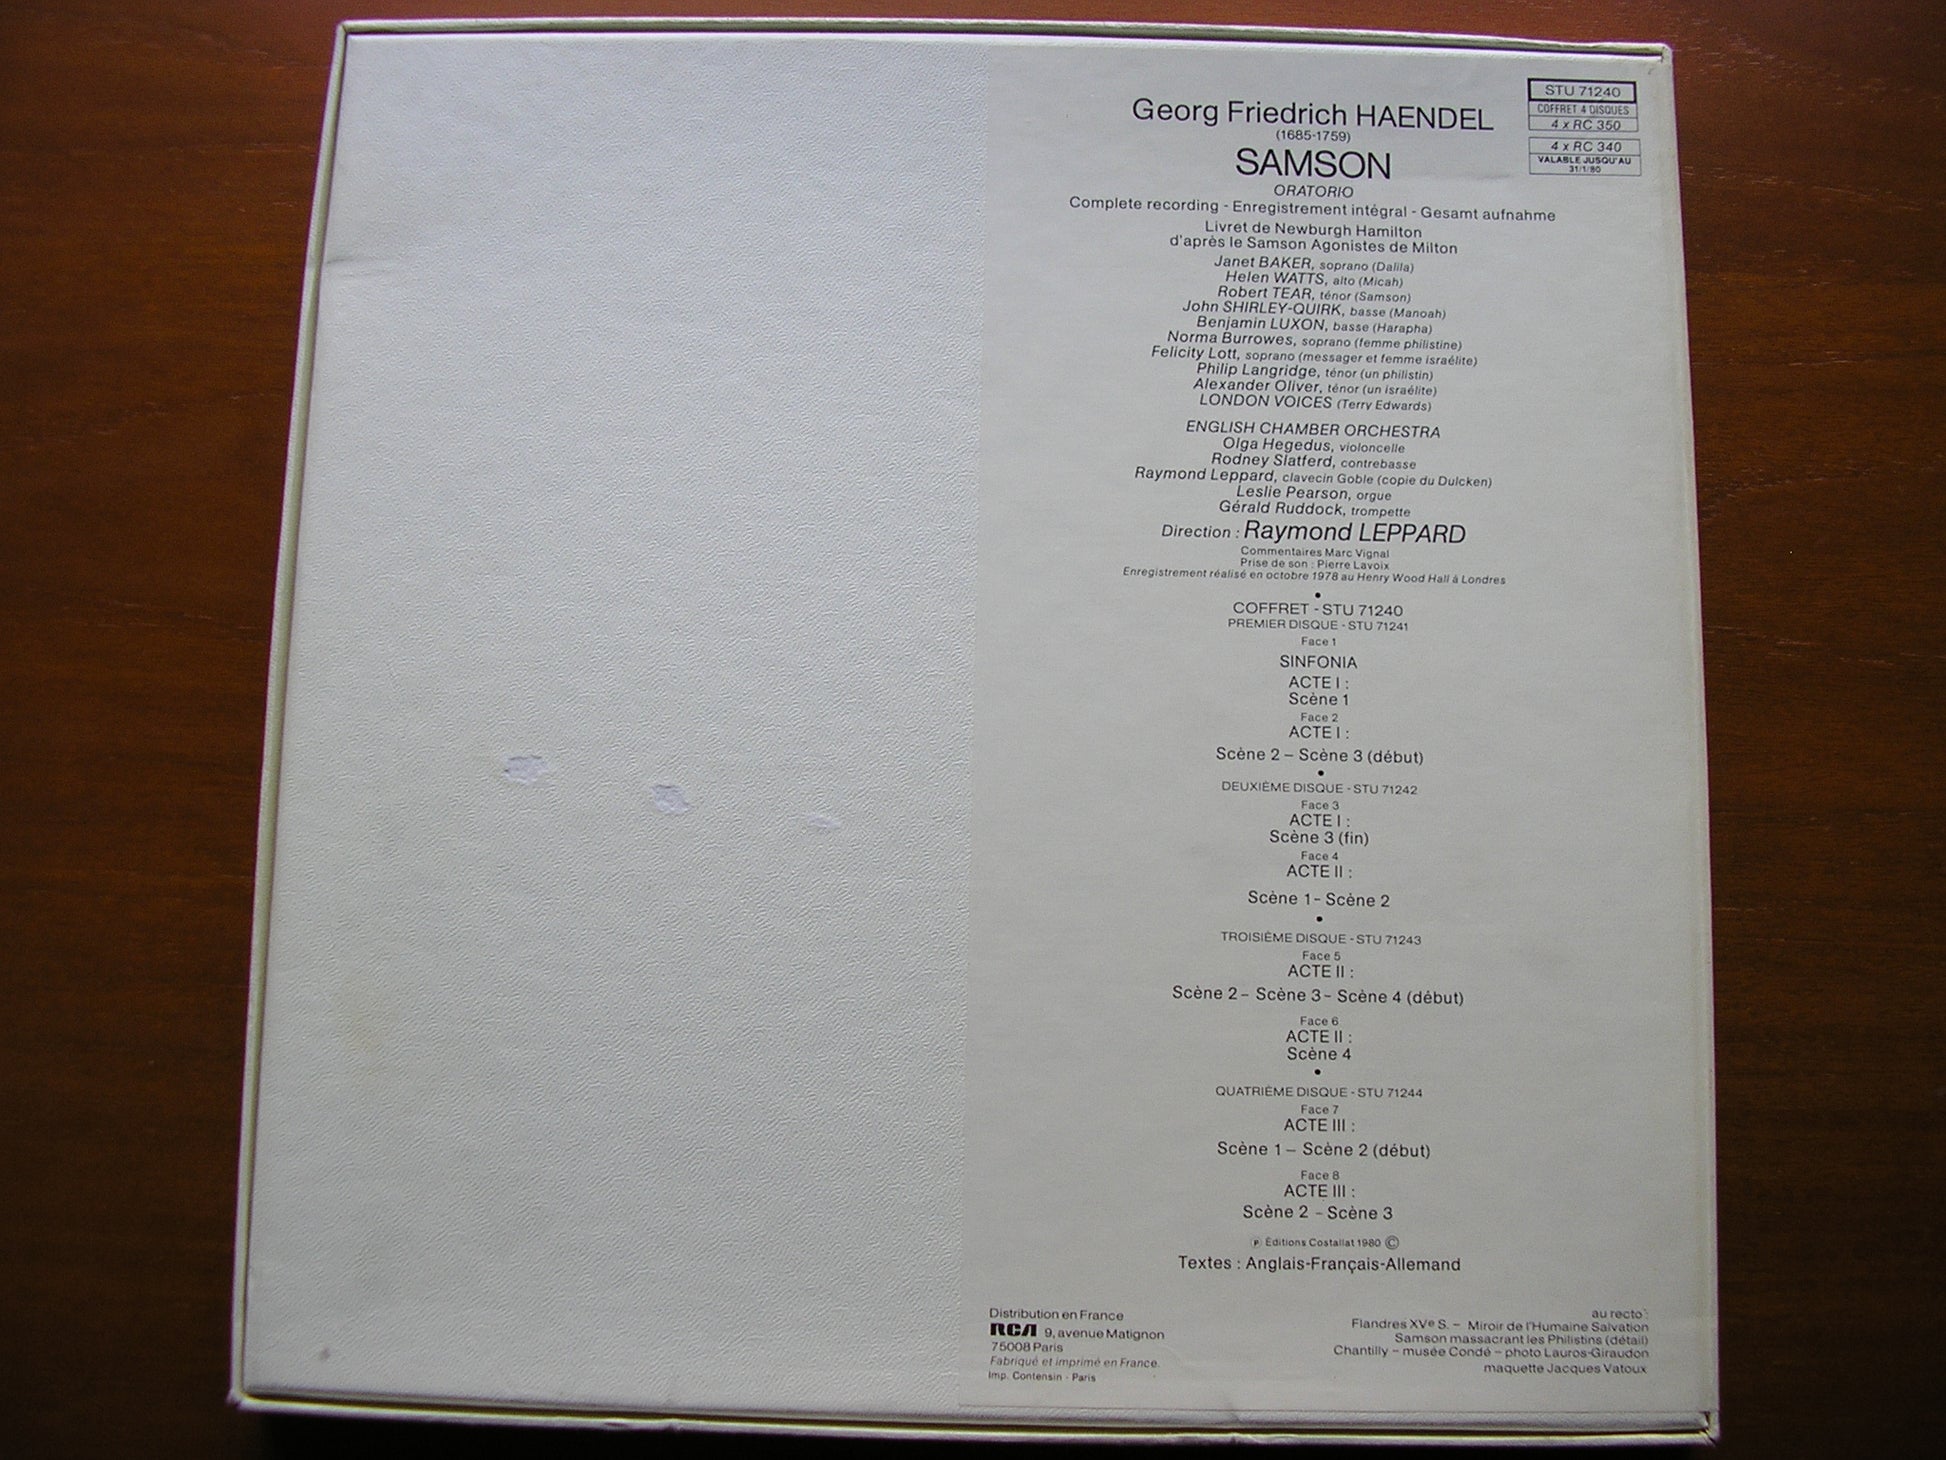 STU 71240
COFFRET 4 DISQUES
4 x RC 350
4 x RC 340
VALABLE JUSQU'AU
31/1/80
Georg Friedrich HAENDEL
(1685-1759)
SAMSON
ORATORIO
Complete recording - Enregistrement intégral - Gesamt aufnahme
Livret de Newburgh Hamilton
d'après le Samson Agonistes de Milton
Janet BAKER, soprano (Dalila)
Helen WATTS, alto (Micah)
Robert TEAR, ténor (Samson)
John SHIRLEY-QUIRK, basse (Manoah)
Benjamin LUXON, basse (Harapha)
Norma Burrowes, soprano (femme philistine)
Felicity Lott, soprano (messager et femme israélite)
Philip Langridge, ténor (un philistin)
Alexander Oliver, ténor (un israélite)
LONDON VOICES (Terry Edwards)
ENGLISH CHAMBER ORCHESTRA
Olga Hegedus, violoncelle
Rodney Slatferd, contrebasse
Raymond Leppard, clavecin Goble (copie du Dulcken)
Leslie Pearson, orgue
Gérald Ruddock, trompette
Direction : Raymond LEPPARD
Commentaires Marc Vignal
Prise de son : Pierre Lavoix
Enregistrement réalisé en octobre 1978 au Henry Wood Hall à Londres
•
COFFRET - STU 71240
PREMIER DISQUE - STU 71241
Face 1
SINFONIA
ACTE I :
Scène 1
Face 2
ACTE I :
Scène 2 – Scène 3 (début)
•
DEUXIÈME DISQUE - STU 71242
Face 3
ACTE I :
Scène 3 (fin)
Face 4
ACTE II :
Scène 1 - Scène 2
•
TROISIÈME DISQUE - STU 71243
Face 5
ACTE II :
Scène 2 – Scène 3 - Scène 4 (début)
Face 6
ACTE II :
Scène 4
•
QUATRIÈME DISQUE - STU 71244
Face 7
ACTE III :
Scène 1 – Scène 2 (début)
Face 8
ACTE III :
Scène 2 - Scène 3
℗ Éditions Costallat 1980 ©
Textes : Anglais-Français-Allemand
Distribution en France
RCA 9, avenue Matignon
75008 Paris
Fabriqué et imprimé en France.
Imp. Contensin - Paris
au recto :
Flandres XVe S. – Miroir de l'Humaine Salvation
Samson massacrant les Philistins (détail)
Chantilly – musée Condé – photo Lauros-Giraudon
maquette Jacques Vatoux